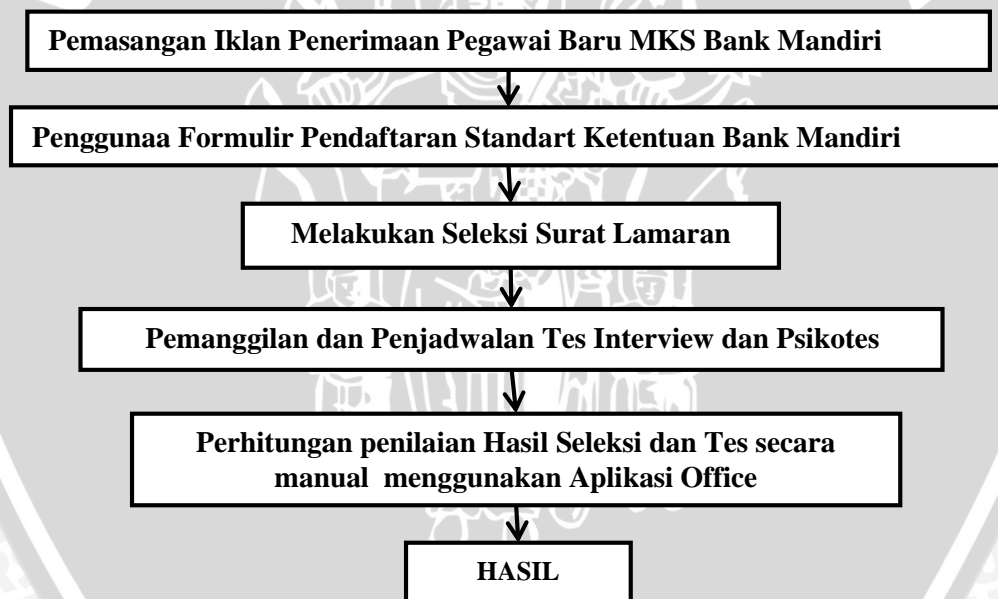 Pemasangan Iklan Penerimaan Pegawai Baru MKS Bank Mandiri
Penggunaa Formulir Pendaftaran Standart Ketentuan Bank Mandiri
Melakukan Seleksi Surat Lamaran
Pemanggilan dan Penjadwalan Tes Interview dan Psikotes
Perhitungan penilaian Hasil Seleksi dan Tes secara
manual  menggunakan Aplikasi Office
HASIL